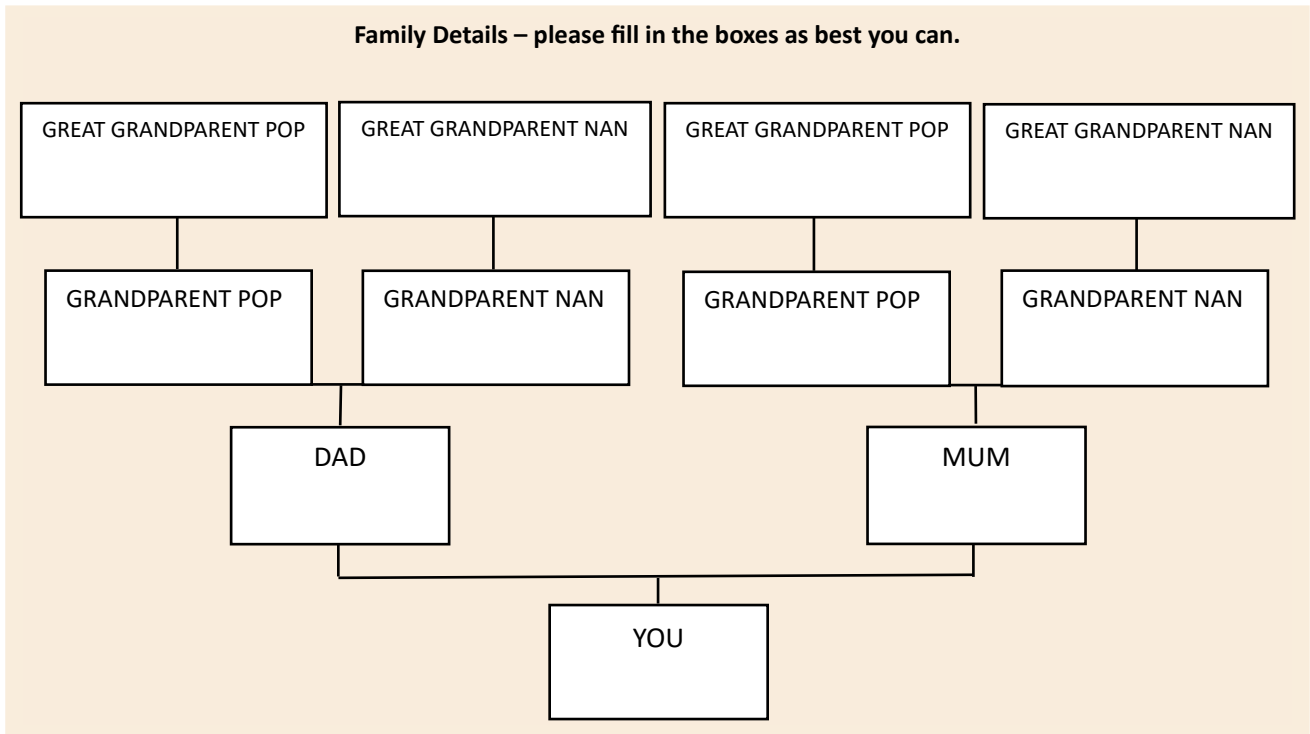 Family Details – please fill in the boxes as best you can.
GREAT GRANDPARENT POP
GREAT GRANDPARENT NAN
GREAT GRANDPARENT POP
GREAT GRANDPARENT NAN
GRANDPARENT POP
GRANDPARENT NAN
GRANDPARENT POP
GRANDPARENT NAN
DAD
MUM
YOU